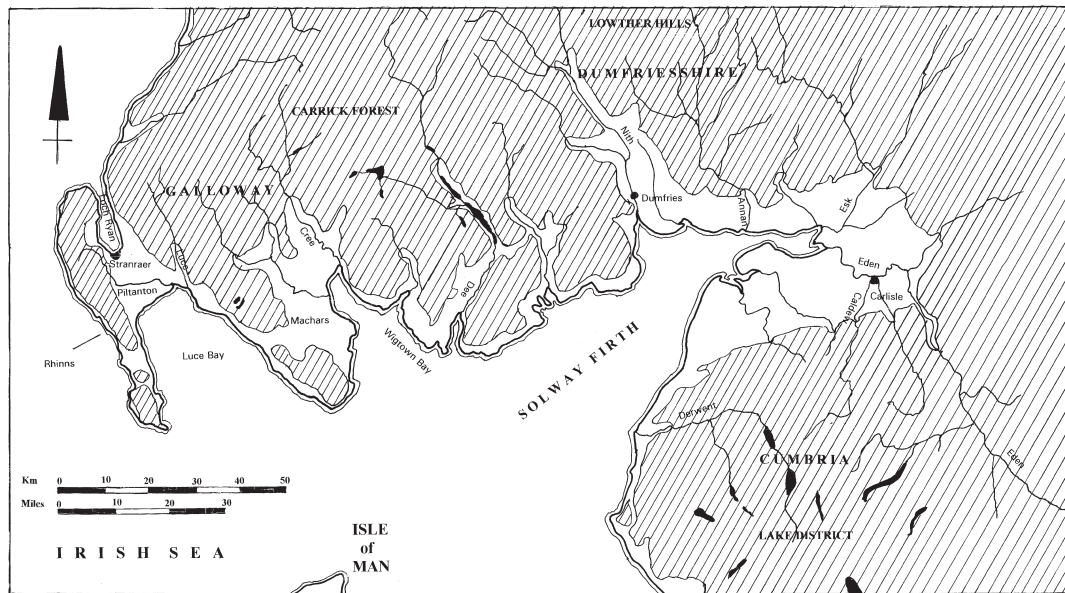 LOWTHER HILLS
DUMFRIESSHIRE
CARRICK FOREST
Nith
GALLOWAY
Loch Ryan
Cree
Dumfries
Annan
Esk
Stranraer
Luce
Piltanton
Dee
Eden
Caldew
Carlisle
Machars
Wigtown Bay
Rhinns
Luce Bay
SOLWAY FIRTH
Derwent
CUMBRIA
Eden
Km 0 10 20 30 40 50
Miles 0 10 20 30
LAKE DISTRICT
IRISH SEA
ISLE
of
MAN